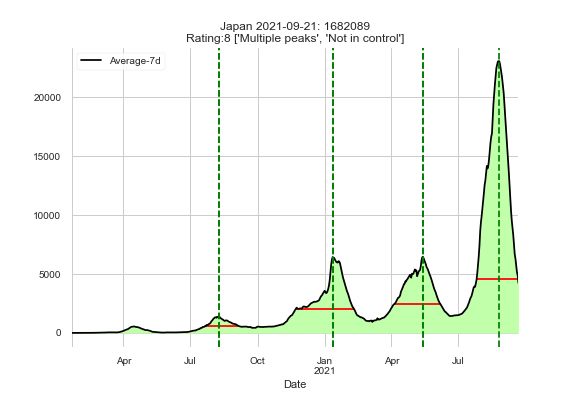 Japan 2021-09-21: 1682089
Rating:8 ['Multiple peaks', 'Not in control']
Average-7d
20000
15000
10000
5000
0
Apr Jul Oct Jan Apr Jul
2021
Date